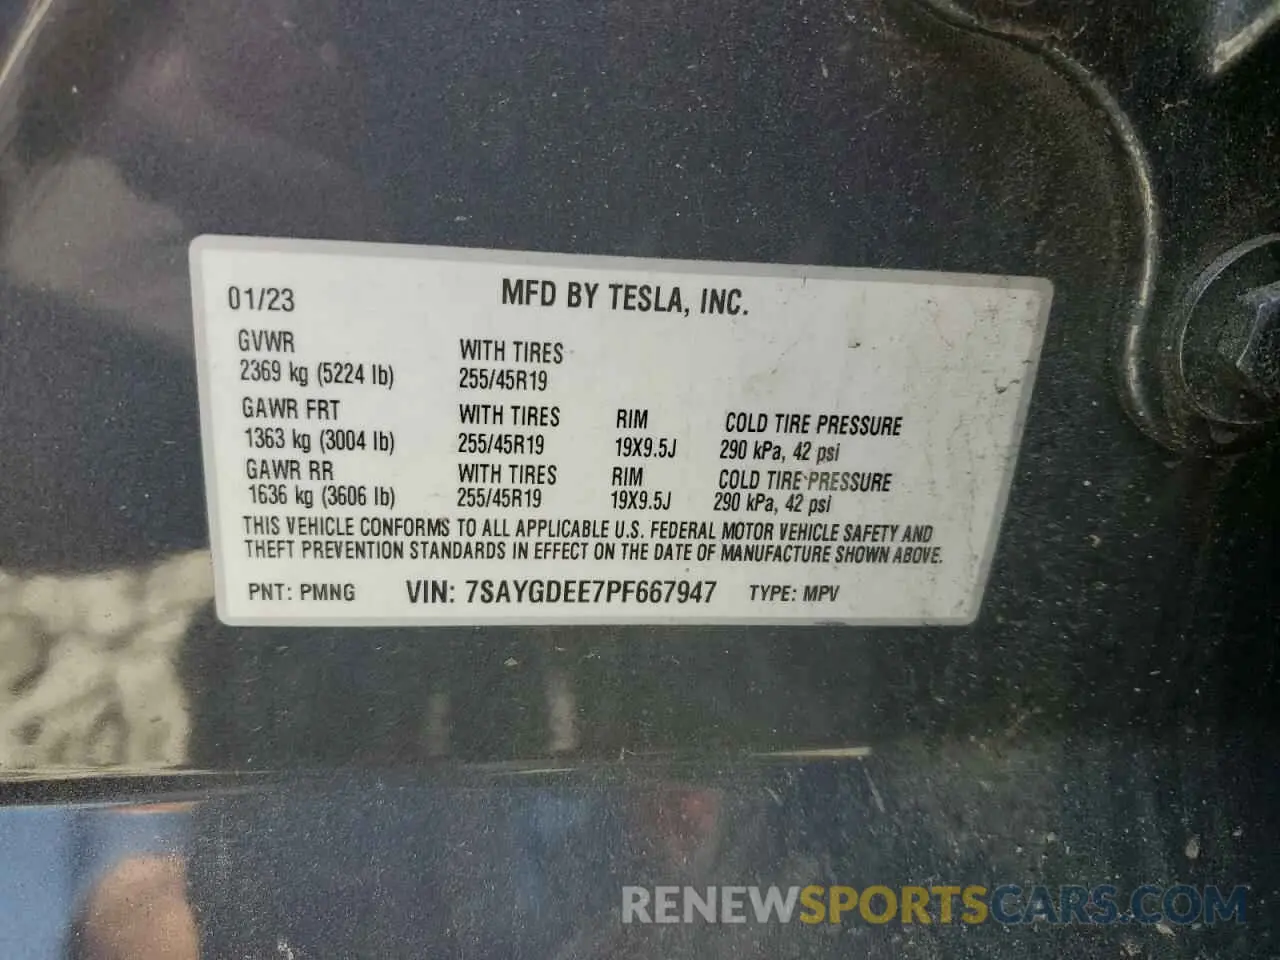 01/23 MFD BY TESLA, INC.
GVWR WITH TIRES
2369 kg (5224 lb) 255/45R19
GAWR FRT WITH TIRES RIM COLD TIRE PRESSURE
1363 kg (3004 lb) 255/45R19 19X9.5J 290 kPa, 42 psi
GAWR RR WITH TIRES RIM COLD TIRE PRESSURE
1636 kg (3606 lb) 255/45R19 19X9.5J 290 kPa, 42 psi
THIS VEHICLE CONFORMS TO ALL APPLICABLE U.S. FEDERAL MOTOR VEHICLE SAFETY AND
THEFT PREVENTION STANDARDS IN EFFECT ON THE DATE OF MANUFACTURE SHOWN ABOVE.
PNT: PMNG VIN: 7SAYGDEE7PF667947 TYPE: MPV
RENEWSPORTSCARS.COM